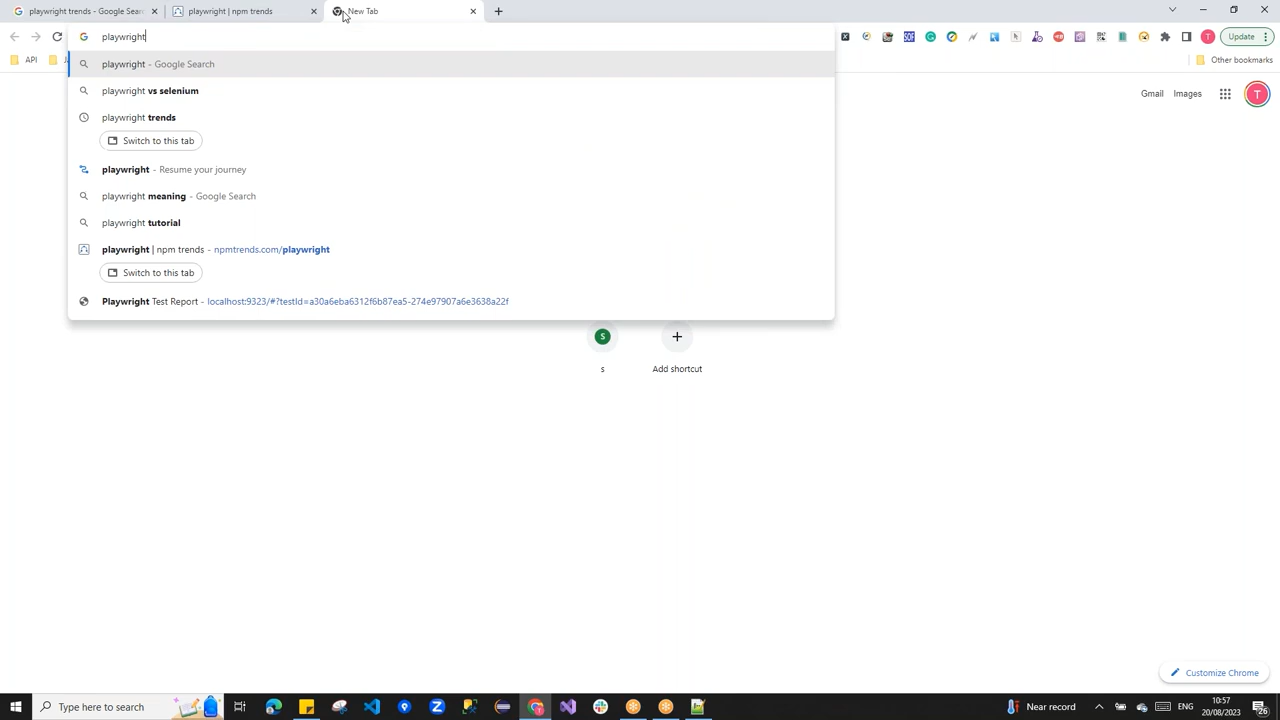 playwright trends - Google Searc
playwright | npm trends
New Tab
playwright
Update
API
Other bookmarks
playwright - Google Search
playwright vs selenium
playwright trends
Switch to this tab
playwright - Resume your journey
playwright meaning - Google Search
playwright tutorial
playwright | npm trends - npmtrends.com/playwright
Switch to this tab
Playwright Test Report - localhost:9323/#?testId=a30a6eba6312f6b87ea5-274e97907a6e3638a22f
Gmail
Images
T
S
s
Add shortcut
Customize Chrome
Type here to search
Near record
ENG
10:57
20/08/2023
26